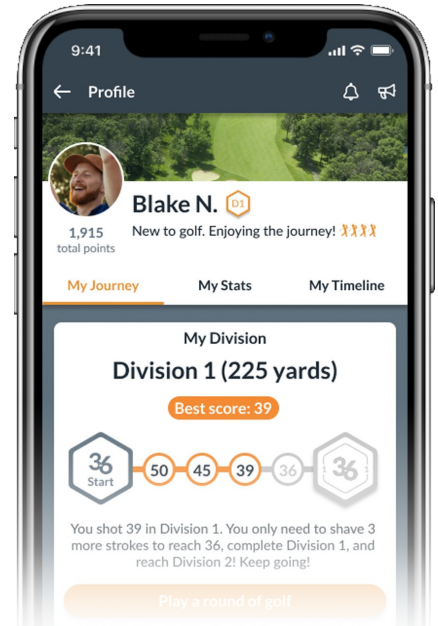 9:41
Profile
Blake N. D1
1,915
total points
New to golf. Enjoying the journey!
My Journey My Stats My Timeline
My Division
Division 1 (225 yards)
Best score: 39
36
Start
50 45 39 36 36
You shot 39 in Division 1. You only need to shave 3
more strokes to reach 36, complete Division 1, and
reach Division 2! Keep going!
Play a round of golf